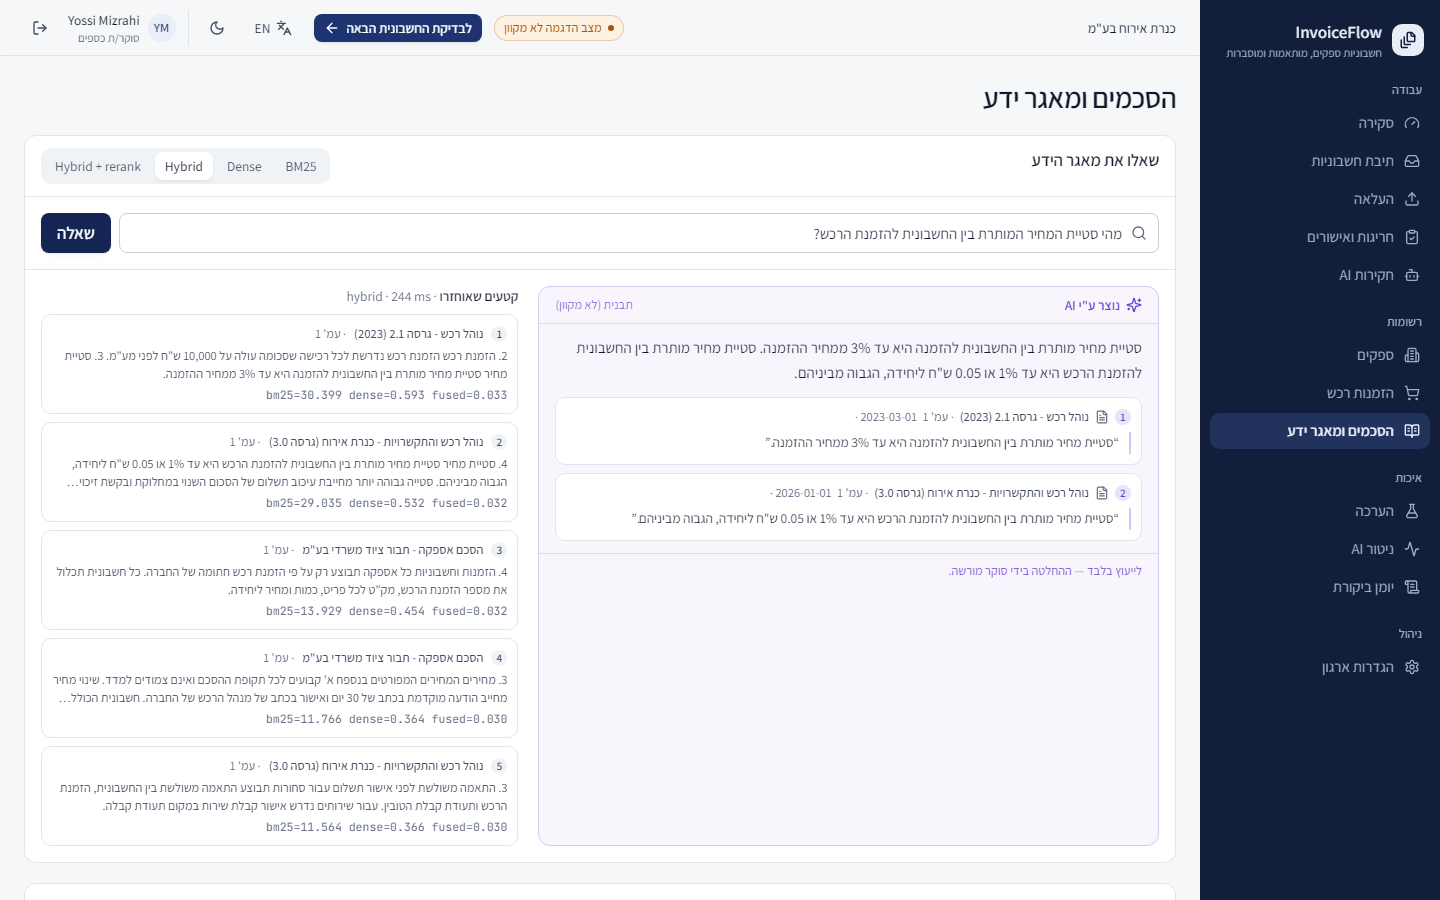 InvoiceFlow
חשבוניות ספקים, מותאמות ומוסברות
עבודה
סקירה
תיבת חשבוניות
העלאה
חריגות ואישורים
חקירות AI
רשומות
ספקים
הזמנות רכש
הסכמים ומאגר ידע
איכות
הערכה
ניטור AI
יומן ביקורת
ניהול
הגדרות ארגון
כנרת אירוח בע"מ
מצב הדגמה לא מקוון
לבדיקת החשבונית הבאה
EN
YM
Yossi Mizrahi
סוקר/ת כספים
הסכמים ומאגר ידע
שאלו את מאגר הידע
Hybrid + rerank Hybrid Dense BM25
מהי סטיית המחיר המותרת בין החשבונית להזמנת הרכש?
שאלה
נוצר ע"י AI
תבנית (לא מקוון)
סטיית מחיר מותרת בין החשבונית להזמנה היא עד 3% ממחיר ההזמנה. סטיית מחיר מותרת בין החשבונית
להזמנת הרכש היא עד 1% או 0.05 ש"ח ליחידה, הגבוה מביניהם.
1 נוהל רכש - גרסה 2.1 (2023) · עמ' 1 2023-03-01 ·
“סטיית מחיר מותרת בין החשבונית להזמנה היא עד 3% ממחיר ההזמנה.”
2 נוהל רכש והתקשרויות - כנרת אירוח (גרסה 3.0) · עמ' 1 2026-01-01 ·
“סטיית מחיר מותרת בין החשבונית להזמנת הרכש היא עד 1% או 0.05 ש"ח ליחידה, הגבוה מביניהם.”
לייעוץ בלבד — ההחלטה בידי סוקר מורשה.
קטעים שאוחזרו · hybrid · 244 ms
1 נוהל רכש - גרסה 2.1 (2023) · עמ' 1
2. הזמנת רכש הזמנת רכש נדרשת לכל רכישה שסכומה עולה על 10,000 ש"ח לפני מע"מ. 3. סטיית
מחיר סטיית מחיר מותרת בין החשבונית להזמנה היא עד 3% ממחיר ההזמנה.
bm25=30.399 dense=0.593 fused=0.033
2 נוהל רכש והתקשרויות - כנרת אירוח (גרסה 3.0) · עמ' 1
4. סטיית מחיר סטיית מחיר מותרת בין החשבונית להזמנת הרכש היא עד 1% או 0.05 ש"ח ליחידה,
הגבוה מביניהם. סטייה גבוהה יותר מחייבת עיכוב תשלום של הסכום השנוי במחלוקת ובקשת זיכוי…
bm25=29.035 dense=0.532 fused=0.032
3 הסכם אספקה - תבור ציוד משרדי בע"מ · עמ' 1
4. הזמנות וחשבוניות כל אספקה תבוצע רק על פי הזמנת רכש חתומה של החברה. כל חשבונית תכלול
את מספר הזמנת הרכש, מק"ט לכל פריט, כמות ומחיר ליחידה.
bm25=13.929 dense=0.454 fused=0.032
4 הסכם אספקה - תבור ציוד משרדי בע"מ · עמ' 1
3. מחירים המחירים המפורטים בנספח א' קבועים לכל תקופת ההסכם ואינם צמודים למדד. שינוי מחיר
מחייב הודעה מוקדמת בכתב של 30 יום ואישור בכתב של מנהל הרכש של החברה. חשבונית הכוללת…
bm25=11.766 dense=0.364 fused=0.030
5 נוהל רכש והתקשרויות - כנרת אירוח (גרסה 3.0) · עמ' 1
3. התאמה משולשת לפני אישור תשלום עבור סחורות תבוצע התאמה משולשת בין החשבונית, הזמנת
הרכש ותעודת קבלת הטובין. עבור שירותים נדרש אישור קבלת שירות במקום תעודת קבלה.
bm25=11.564 dense=0.366 fused=0.030